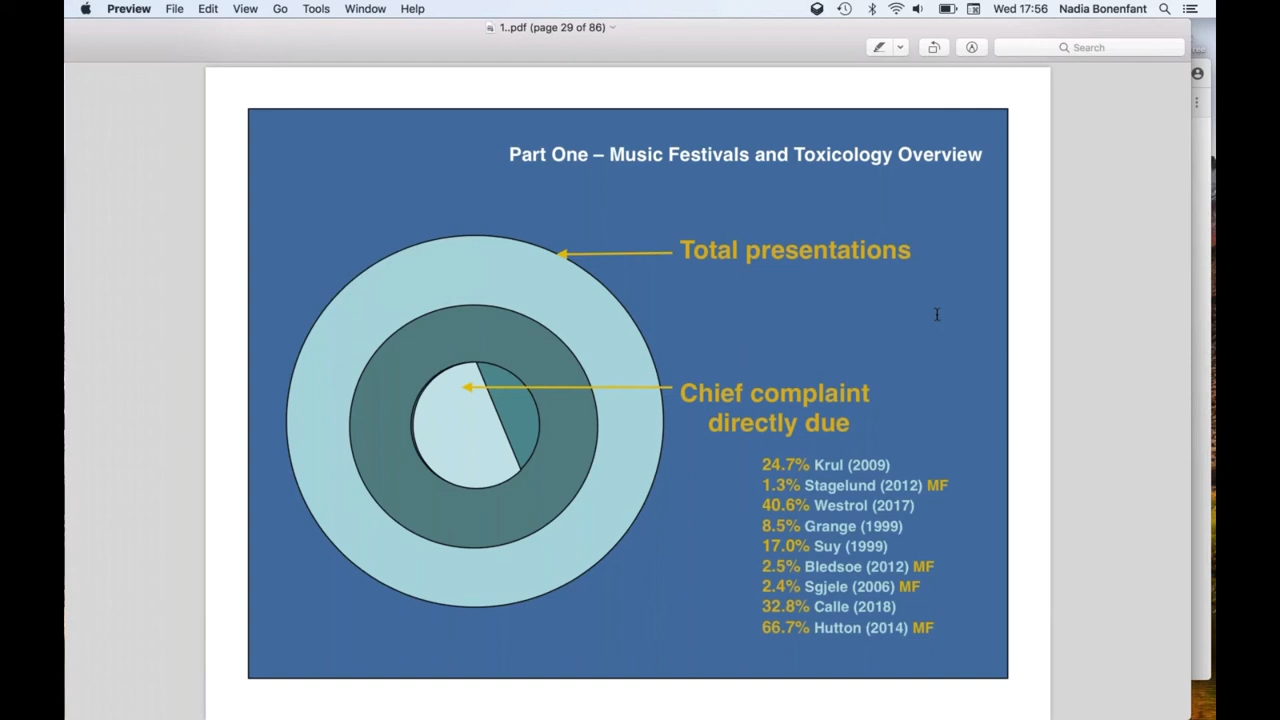 Preview File Edit View Go Tools Window Help Wed 17:56 Nadia Bonenfant
1..pdf (page 29 of 86)
Search
Part One – Music Festivals and Toxicology Overview
Total presentations
Chief complaint
directly due
24.7% Krul (2009)
1.3% Stagelund (2012) MF
40.6% Westrol (2017)
8.5% Grange (1999)
17.0% Suy (1999)
2.5% Bledsoe (2012) MF
2.4% Sgjele (2006) MF
32.8% Calle (2018)
66.7% Hutton (2014) MF